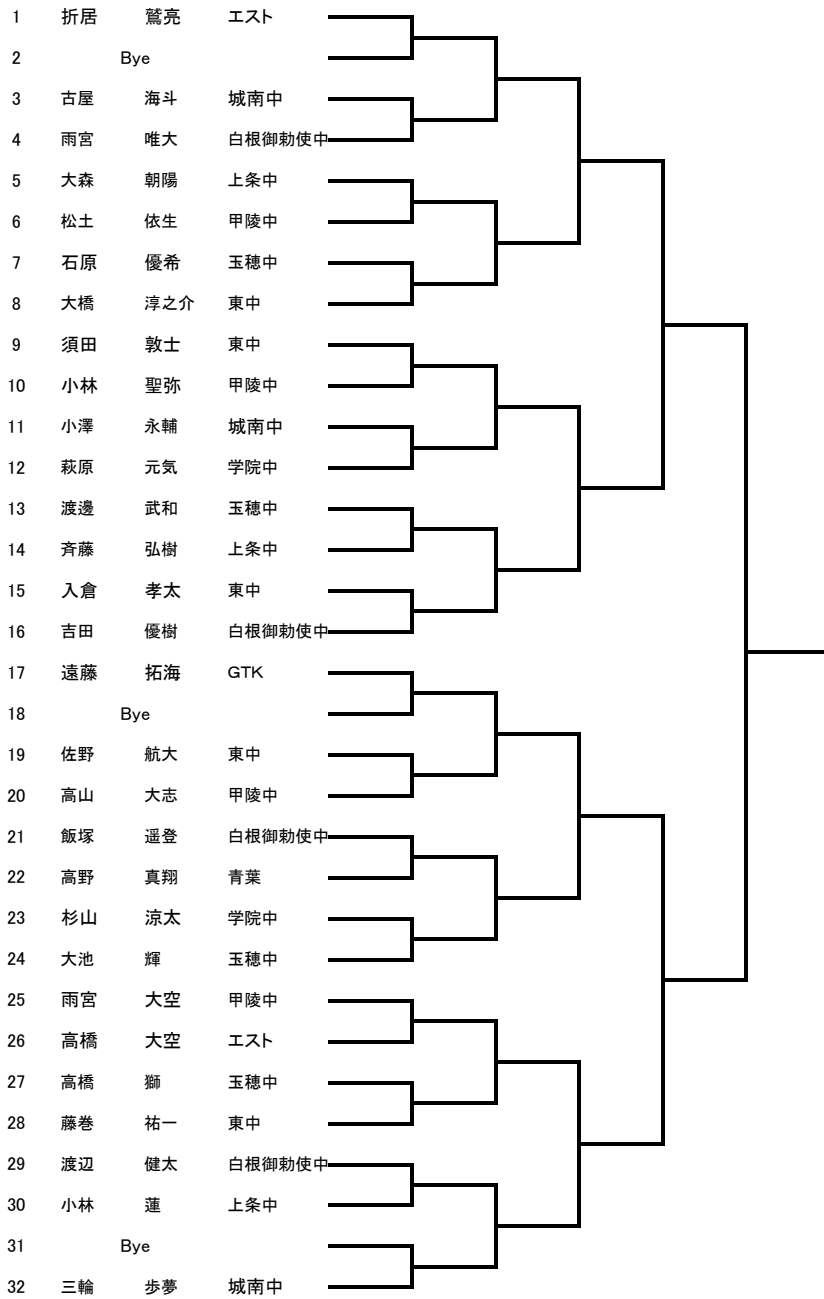 1 折居 鷲亮 エスト
2 Bye
3 古屋 海斗 城南中
4 雨宮 唯大 白根御勅使中
5 大森 朝陽 上条中
6 松土 依生 甲陵中
7 石原 優希 玉穂中
8 大橋 淳之介 東中
9 須田 敦士 東中
10 小林 聖弥 甲陵中
11 小澤 永輔 城南中
12 萩原 元気 学院中
13 渡邊 武和 玉穂中
14 斉藤 弘樹 上条中
15 入倉 孝太 東中
16 吉田 優樹 白根御勅使中
17 遠藤 拓海 GTK
18 Bye
19 佐野 航大 東中
20 高山 大志 甲陵中
21 飯塚 遥登 白根御勅使中
22 高野 真翔 青葉
23 杉山 涼太 学院中
24 大池 輝 玉穂中
25 雨宮 大空 甲陵中
26 高橋 大空 エスト
27 高橋 獅 玉穂中
28 藤巻 祐一 東中
29 渡辺 健太 白根御勅使中
30 小林 蓮 上条中
31 Bye
32 三輪 歩夢 城南中